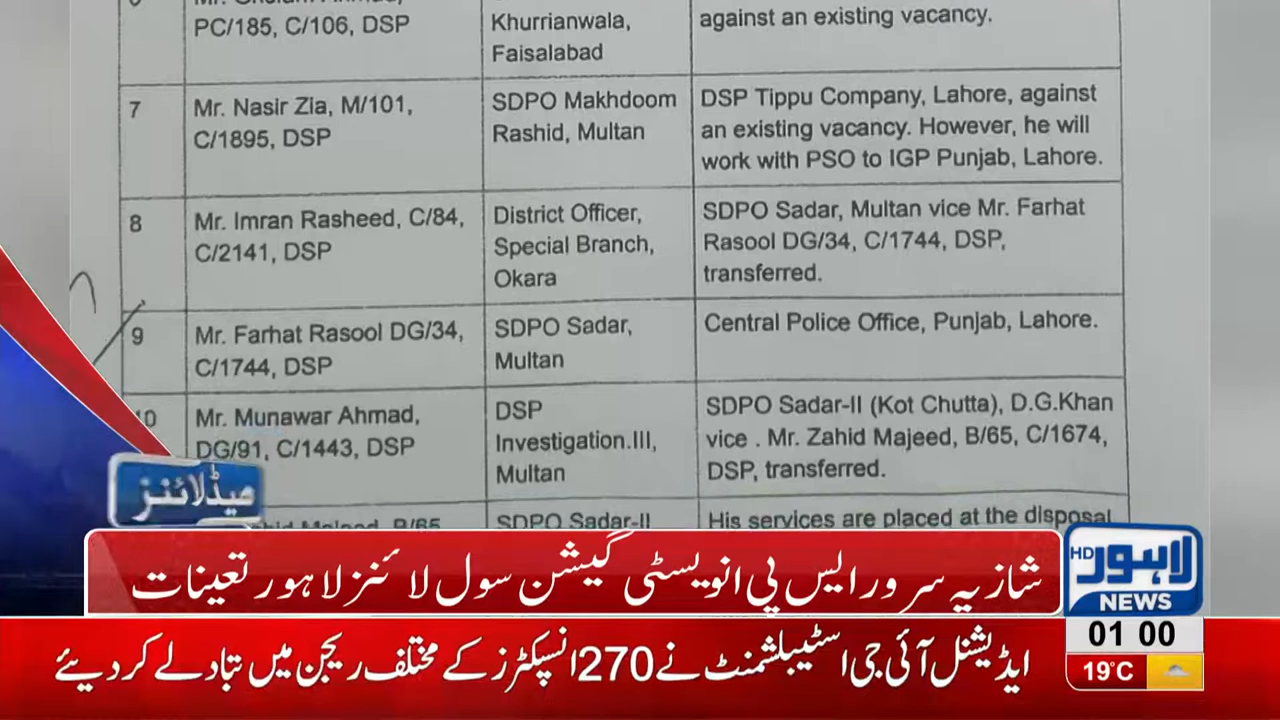 PC/185, C/106, DSP
Khurrianwala,
Faisalabad
against an existing vacancy.
7
Mr. Nasir Zia, M/101,
C/1895, DSP
SDPO Makhdoom
Rashid, Multan
DSP Tippu Company, Lahore, against
an existing vacancy. However, he will
work with PSO to IGP Punjab, Lahore.
8
Mr. Imran Rasheed, C/84,
C/2141, DSP
District Officer,
Special Branch,
Okara
SDPO Sadar, Multan vice Mr. Farhat
Rasool DG/34, C/1744, DSP,
transferred.
9
Mr. Farhat Rasool DG/34,
C/1744, DSP
SDPO Sadar,
Multan
Central Police Office, Punjab, Lahore.
10
Mr. Munawar Ahmad,
DG/91, C/1443, DSP
DSP
Investigation.III,
Multan
SDPO Sadar-II (Kot Chutta), D.G.Khan
vice . Mr. Zahid Majeed, B/65, C/1674,
DSP, transferred.
Majeed, B/65
SDPO Sadar-II
His services are placed at the disposal
ہیڈلائنز
شازیہ سرور ایس پی انویسٹی گیشن سول لائنز لاہور تعینات
لاہور HD
NEWS
01 00
19°C
ایڈیشنل آئی جی اسٹیبلشمنٹ نے 270 انسپکٹرز کے مختلف ریجن میں تبادلے کر دیئے